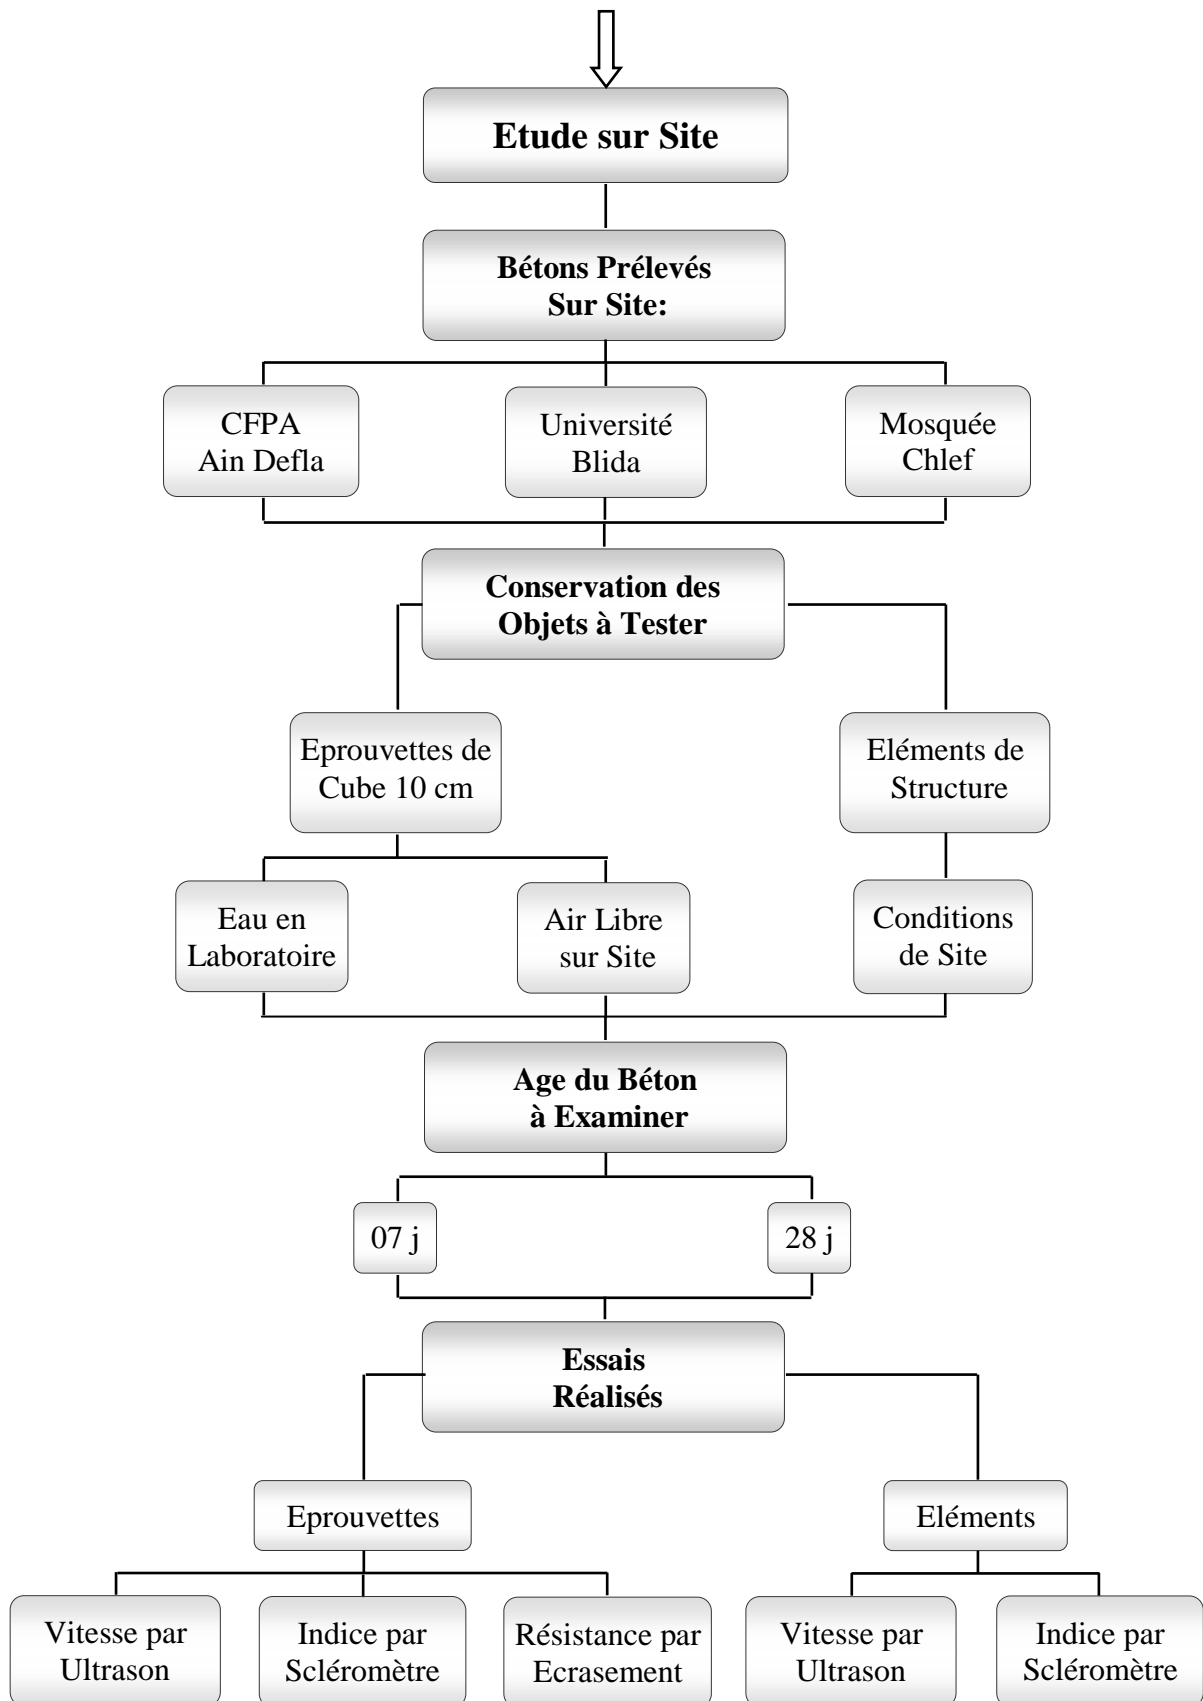 Etude sur Site
Bétons Prélevés
Sur Site:
CFPA
Ain Defla
Université
Blida
Mosquée
Chlef
Conservation des
Objets à Tester
Eprouvettes de
Cube 10 cm
Eléments de
Structure
Eau en
Laboratoire
Air Libre
sur Site
Conditions
de Site
Age du Béton
à Examiner
07 j
28 j
Essais
Réalisés
Eprouvettes
Eléments
Vitesse par
Ultrason
Indice par
Scléromètre
Résistance par
Ecrasement
Vitesse par
Ultrason
Indice par
Scléromètre